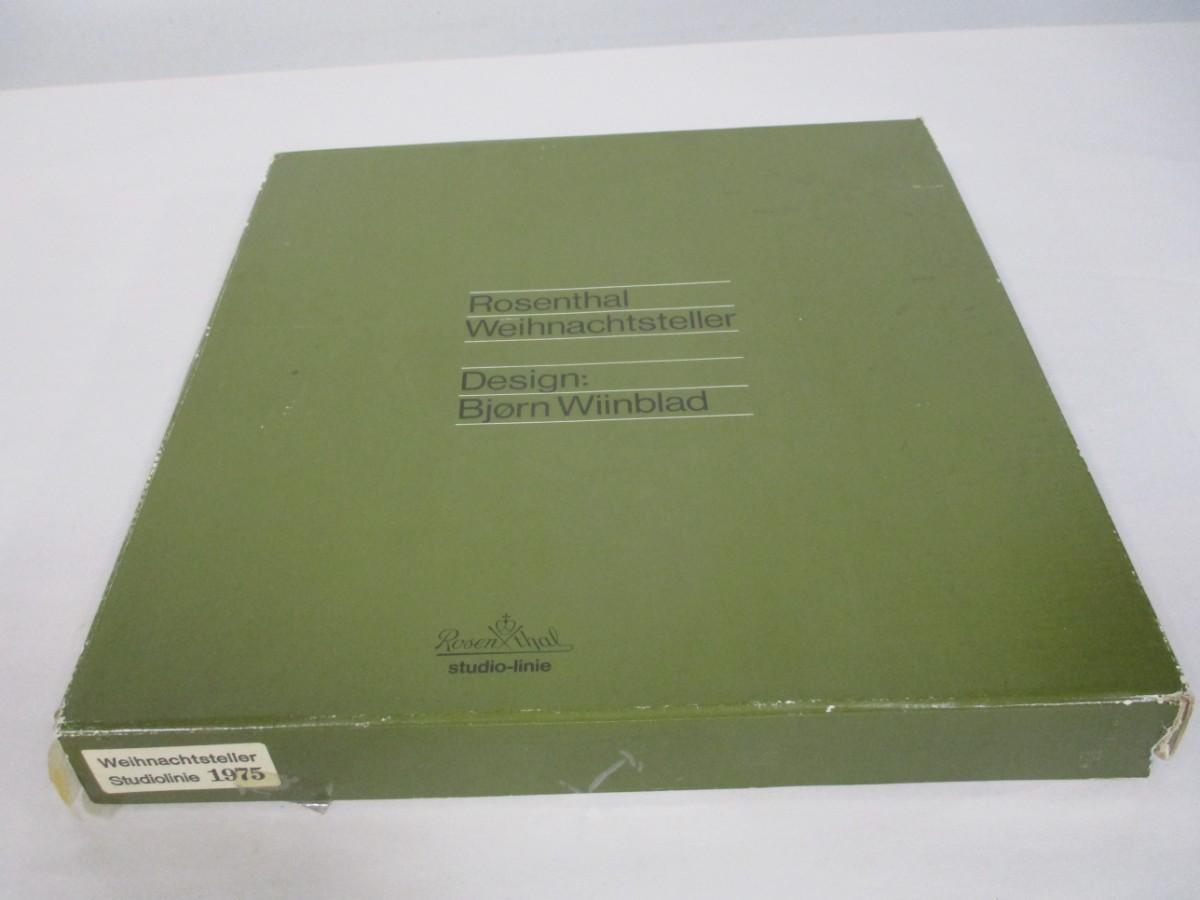 Rosenthal
Weihnachtsteller
Design:
Bjørn Wiinblad
Rosenthal
studio-linie
Weihnachtsteller
Studiolinie 1975